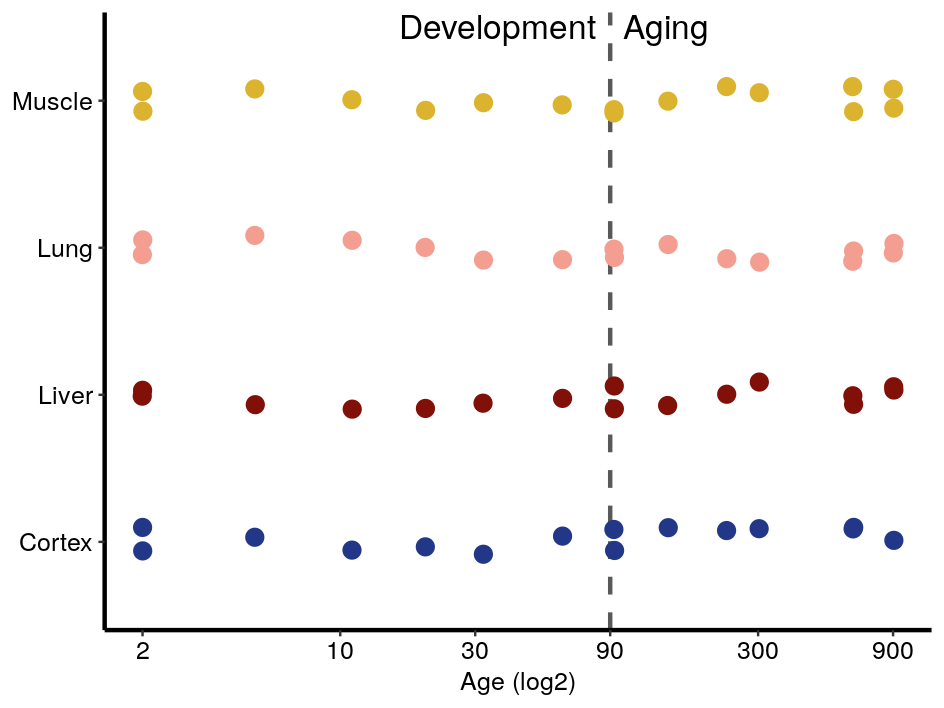 Development Aging
Muscle
Lung
Liver
Cortex
2 10 30 90 300 900
Age (log2)